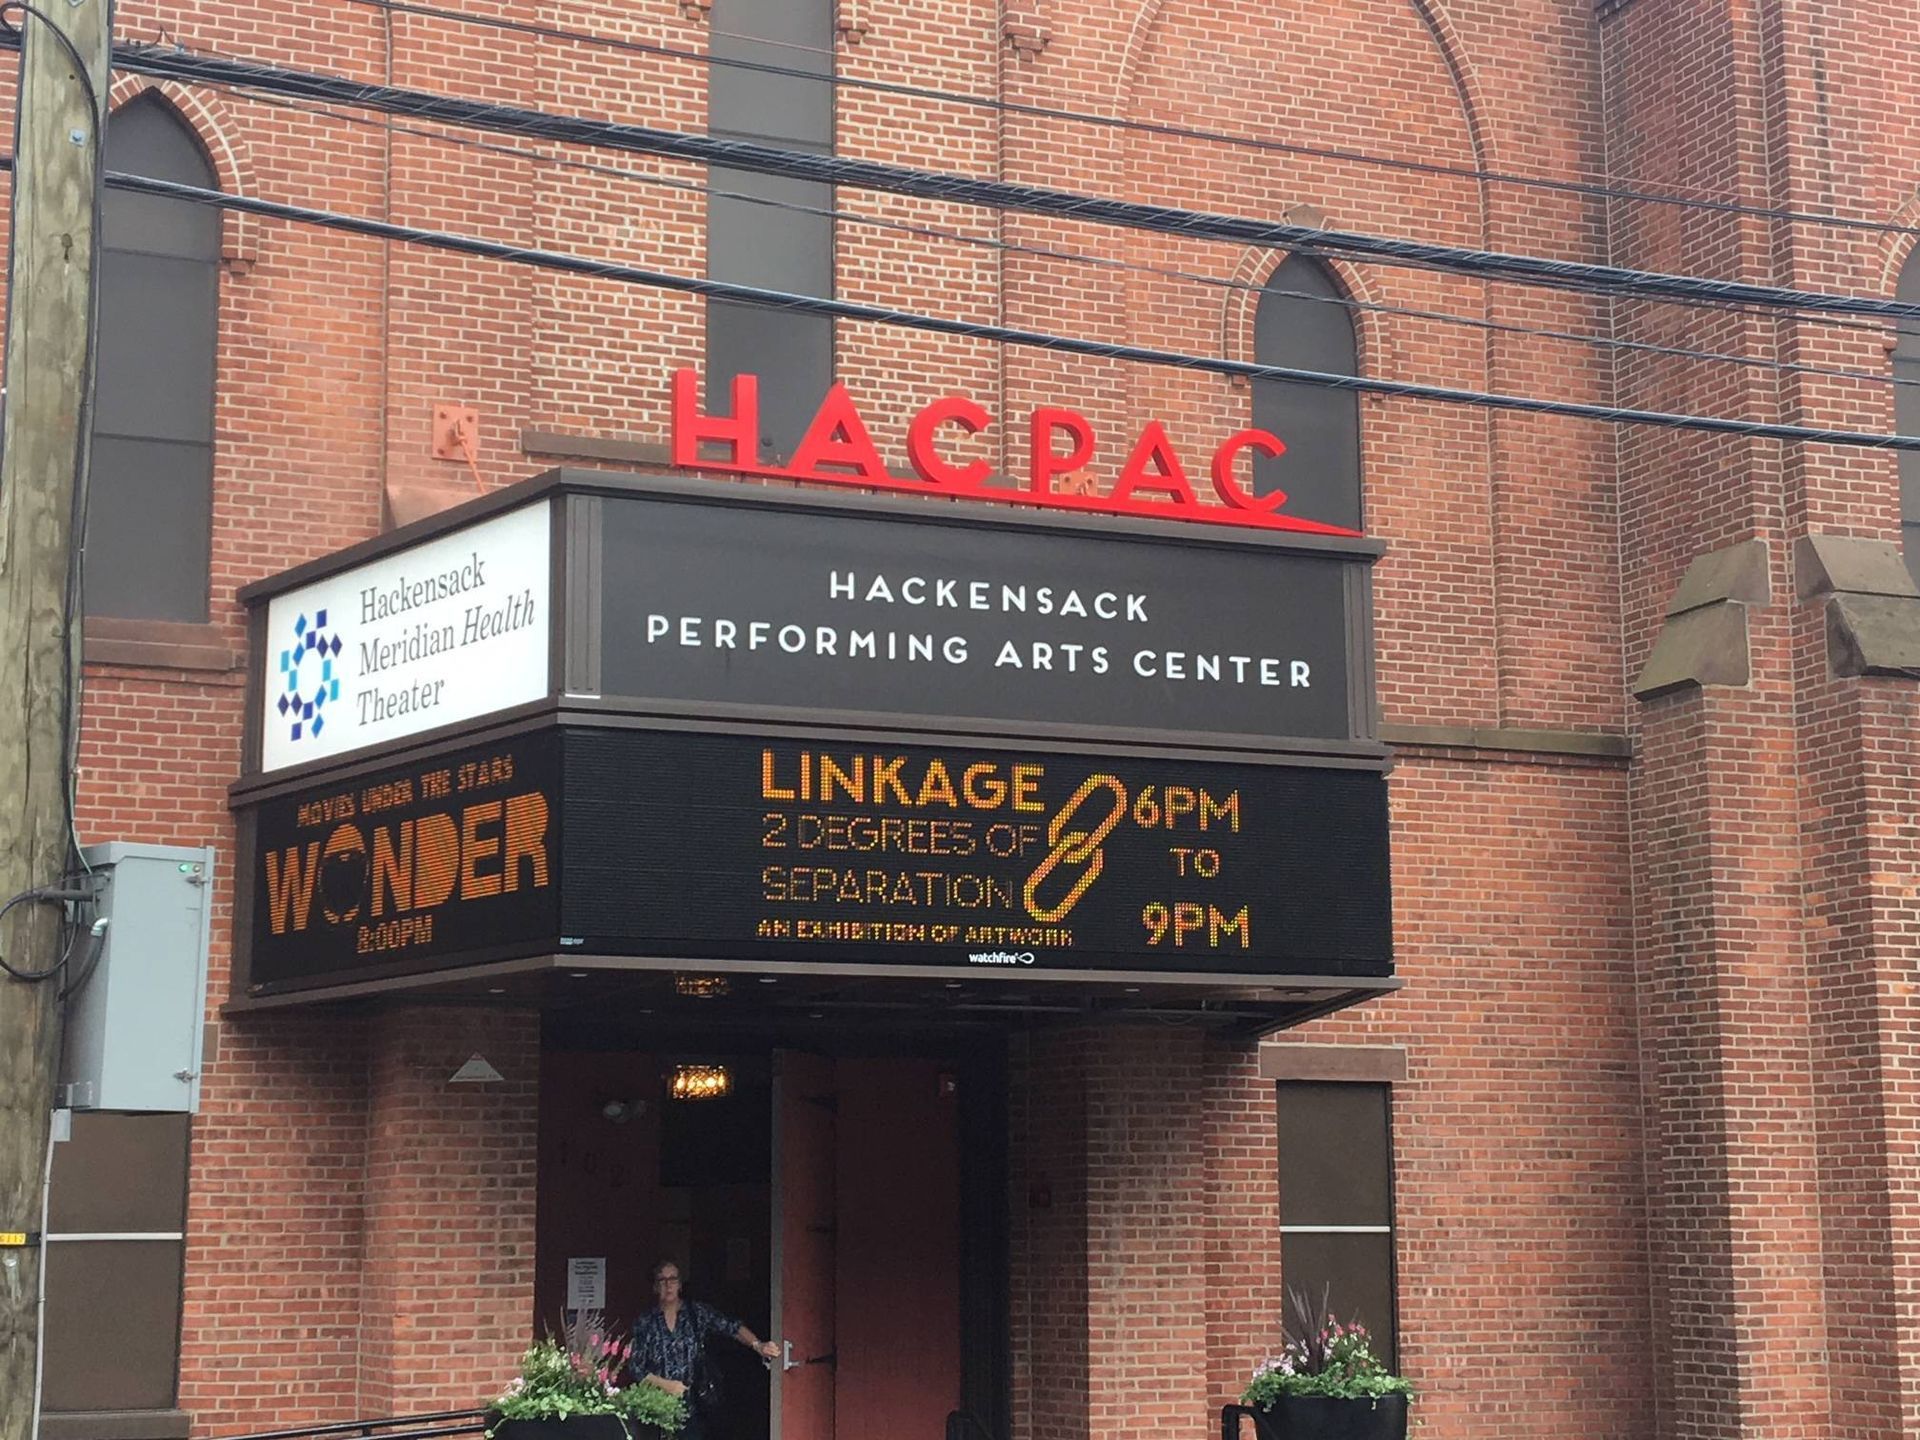 HACPAC
HACKENSACK
PERFORMING ARTS CENTER
Hackensack
Meridian Health
Theater
MOVIES UNDER THE STARS
WONDER
8:00PM
LINKAGE
2 DEGREES OF
SEPARATION
AN EXHIBITION OF ARTWORK
6PM
TO
9PM
watchfire